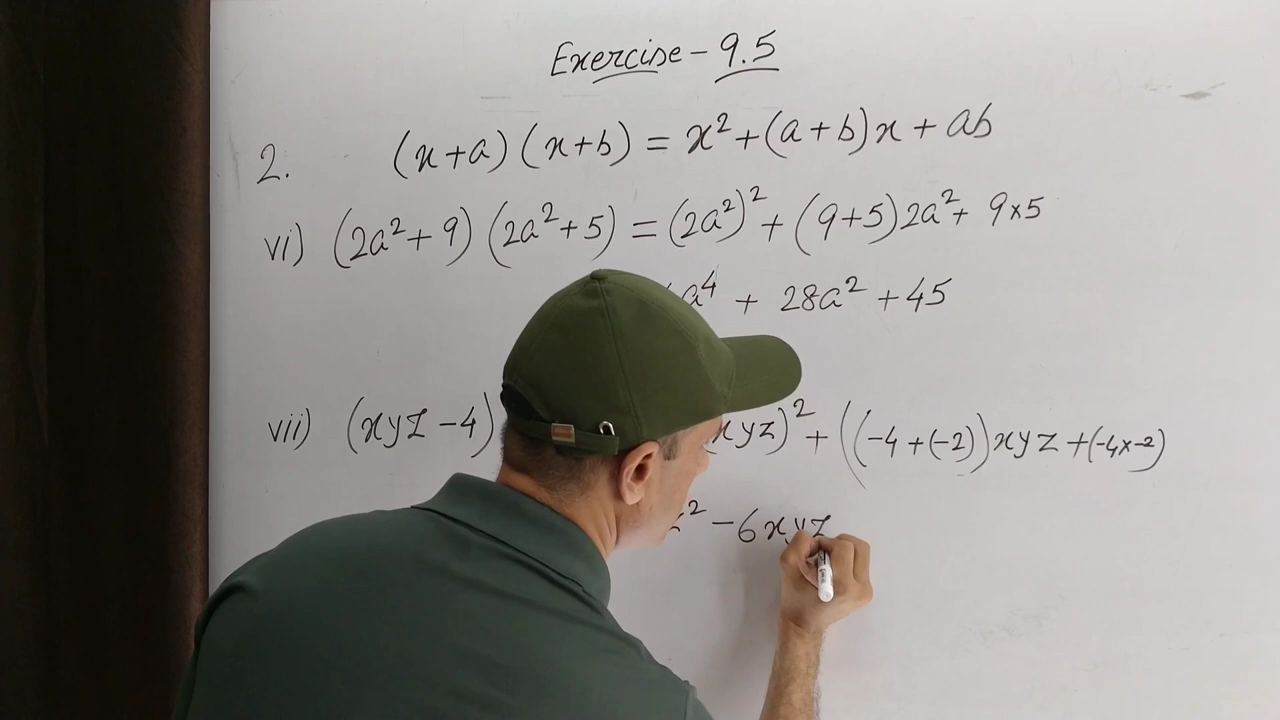 Exercise - 9.5
2. (x+a) (x+b) = x² + (a+b)x + ab
vi) (2a²+ 9) (2a²+5) = (2a²)² + (9+5)2a²+ 9×5
a⁴ + 28a² + 45
vii) (xyz -4) xyz)² + ((-4 +(-2))xyz +(-4×-2)
² - 6xyz